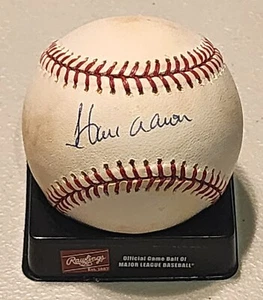 Hank Aaron
Rawlings
Est. 1887
Official Game Ball Of
MAJOR LEAGUE BASEBALL®